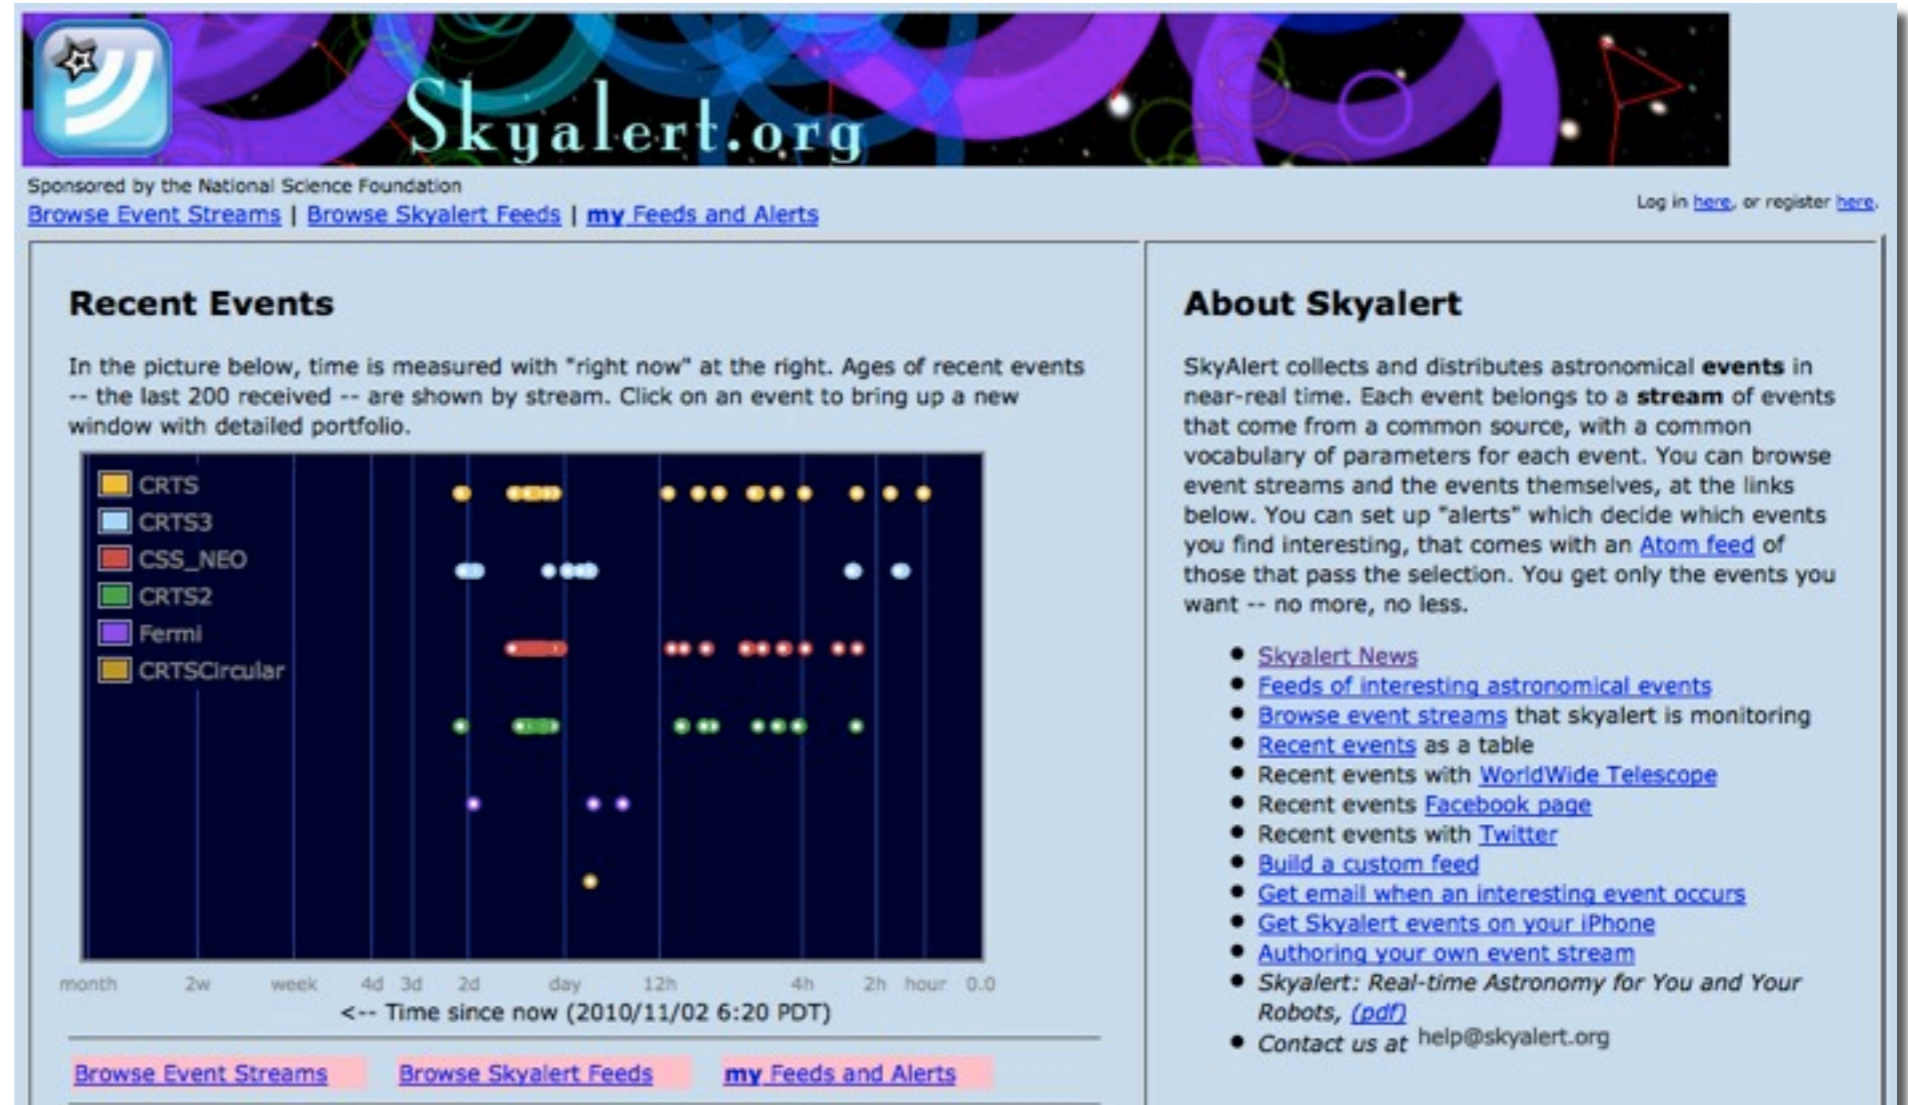 Skyalert.org
Sponsored by the National Science Foundation
Browse Event Streams | Browse Skyalert Feeds | my Feeds and Alerts
Log in here, or register here.
Recent Events
In the picture below, time is measured with "right now" at the right. Ages of recent events
-- the last 200 received -- are shown by stream. Click on an event to bring up a new
window with detailed portfolio.
CRTS
CRTS3
CSS_NEO
CRTS2
Fermi
CRTSCircular
month 2w week 4d 3d 2d day 12h 4h 2h hour 0.0
<-- Time since now (2010/11/02 6:20 PDT)
Browse Event Streams Browse Skyalert Feeds my Feeds and Alerts
About Skyalert
SkyAlert collects and distributes astronomical events in
near-real time. Each event belongs to a stream of events
that come from a common source, with a common
vocabulary of parameters for each event. You can browse
event streams and the events themselves, at the links
below. You can set up "alerts" which decide which events
you find interesting, that comes with an Atom feed of
those that pass the selection. You get only the events you
want -- no more, no less.
Skyalert News
Feeds of interesting astronomical events
Browse event streams that skyalert is monitoring
Recent events as a table
Recent events with WorldWide Telescope
Recent events Facebook page
Recent events with Twitter
Build a custom feed
Get email when an interesting event occurs
Get Skyalert events on your iPhone
Authoring your own event stream
Skyalert: Real-time Astronomy for You and Your
Robots, (pdf)
Contact us at help@skyalert.org